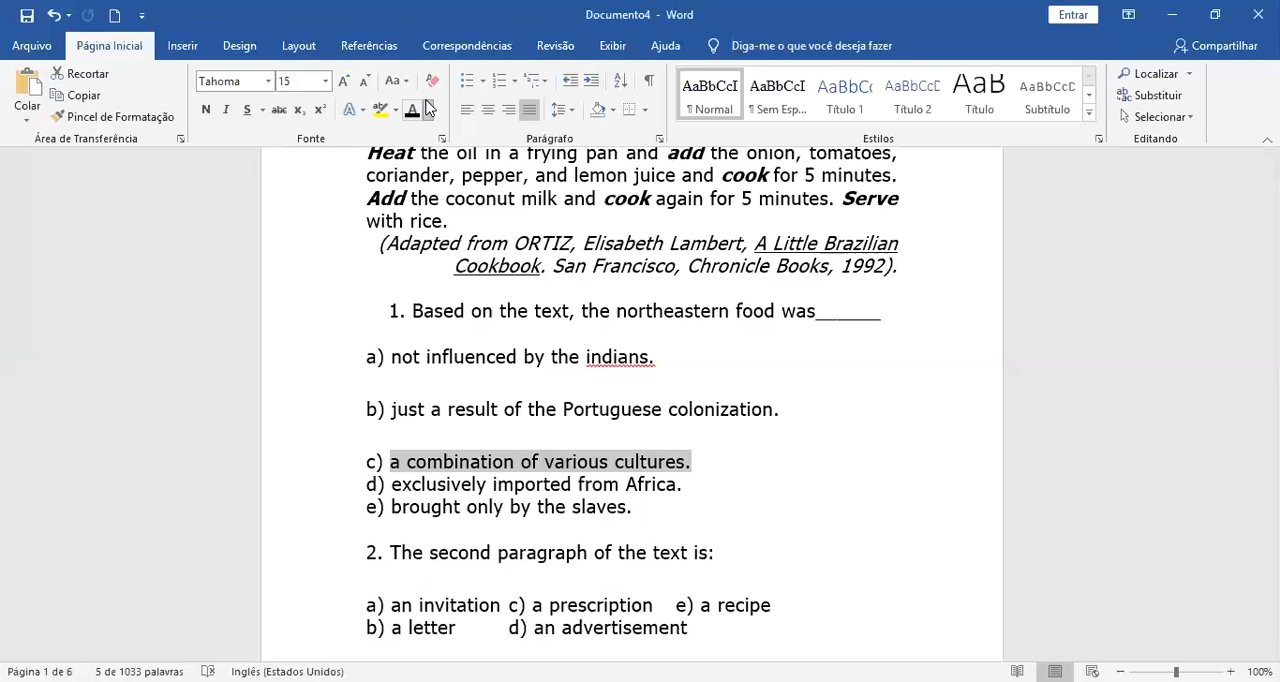 Documento4 - Word
Entrar
Arquivo Página Inicial Inserir Design Layout Referências Correspondências Revisão Exibir Ajuda Diga-me o que você deseja fazer Compartilhar
Colar
Recortar
Copiar
Pincel de Formatação
Área de Transferência
Tahoma 15 Aa
N I S abc x₂ x² A ab A
Fonte
Parágrafo
AaBbCcI AaBbCcI AaBbCc AaBbCcD AaB AaBbCcD
¶ Normal ¶ Sem Esp... Título 1 Título 2 Título Subtítulo
Estilos
Localizar
Substituir
Selecionar
Editando
Heat the oil in a frying pan and add the onion, tomatoes,
coriander, pepper, and lemon juice and cook for 5 minutes.
Add the coconut milk and cook again for 5 minutes. Serve
with rice.
(Adapted from ORTIZ, Elisabeth Lambert, A Little Brazilian
Cookbook. San Francisco, Chronicle Books, 1992).
1. Based on the text, the northeastern food was______
a) not influenced by the indians.
b) just a result of the Portuguese colonization.
c) a combination of various cultures.
d) exclusively imported from Africa.
e) brought only by the slaves.
2. The second paragraph of the text is:
a) an invitation c) a prescription e) a recipe
b) a letter d) an advertisement
Página 1 de 6 5 de 1033 palavras Inglês (Estados Unidos) 100%